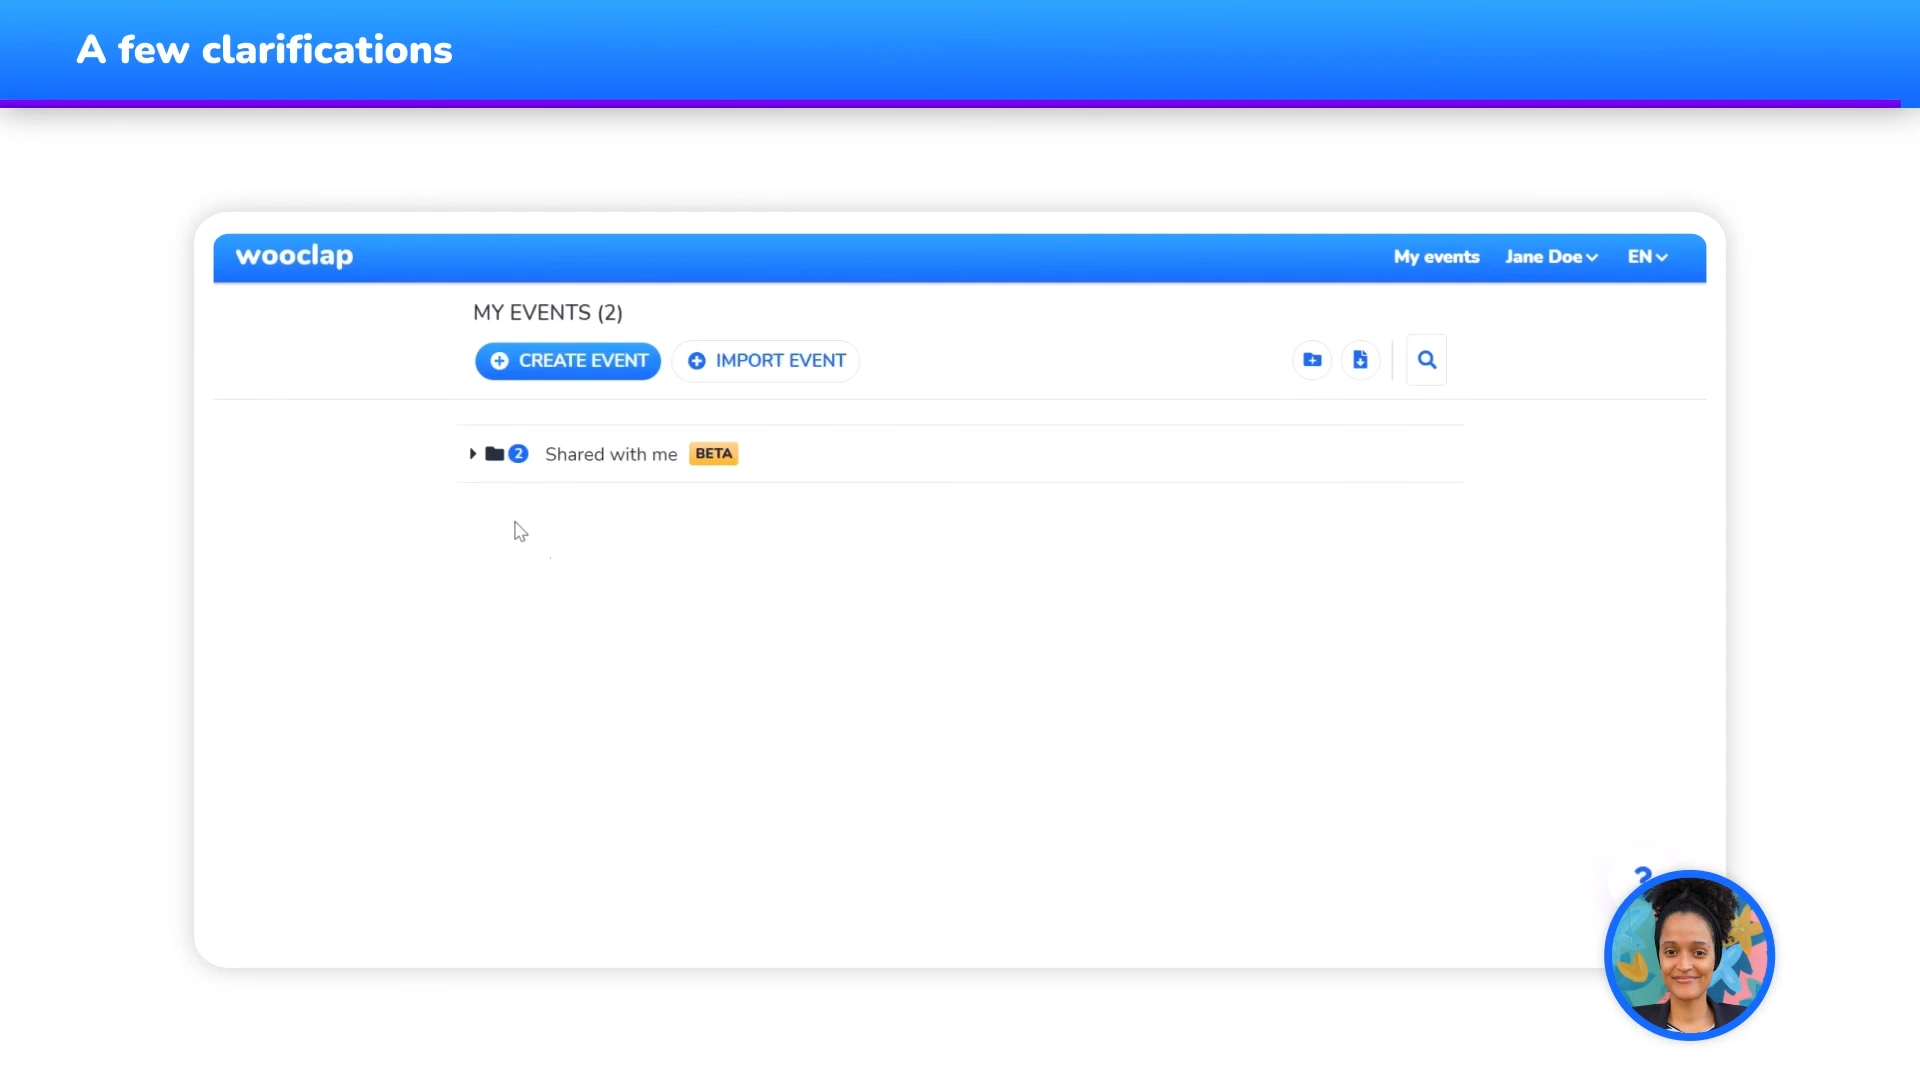 A few clarifications
wooclap
My events Jane Doe EN
MY EVENTS (2)
CREATE EVENT IMPORT EVENT
2 Shared with me BETA
?